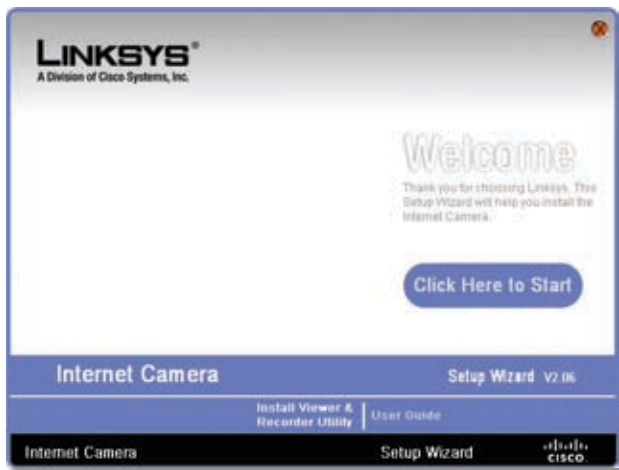 LINKSYS®
A Division of Cisco Systems, Inc.
Welcome
Thank you for choosing Linksys. This
Setup Wizard will help you install the
Internet Camera.
Click Here to Start
Internet Camera
Setup Wizard V2.06
Install Viewer &
Recorder Utility
User Guide
Internet Camera
Setup Wizard
CISCO.